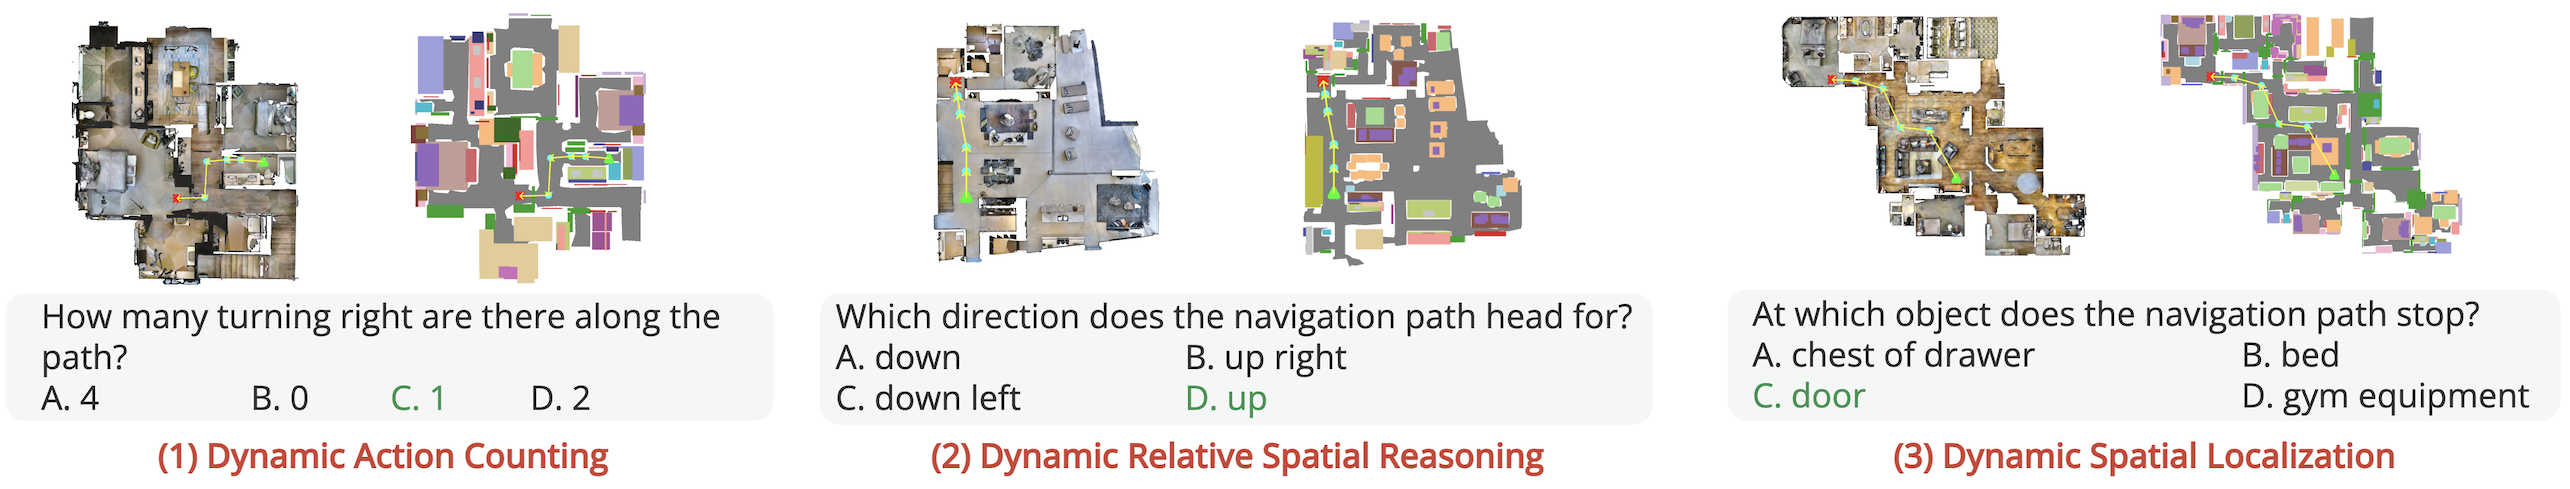 How many turning right are there along the
path?
A. 4 B. 0 C. 1 D. 2
(1) Dynamic Action Counting
Which direction does the navigation path head for?
A. down B. up right
C. down left D. up
(2) Dynamic Relative Spatial Reasoning
At which object does the navigation path stop?
A. chest of drawer B. bed
C. door D. gym equipment
(3) Dynamic Spatial Localization